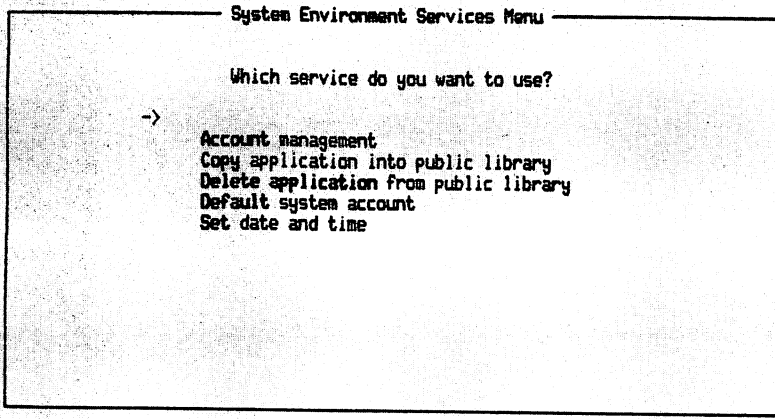 System Environment Services Menu
Which service do you want to use?
->
Account management
Copy application into public library
Delete application from public library
Default system account
Set date and time